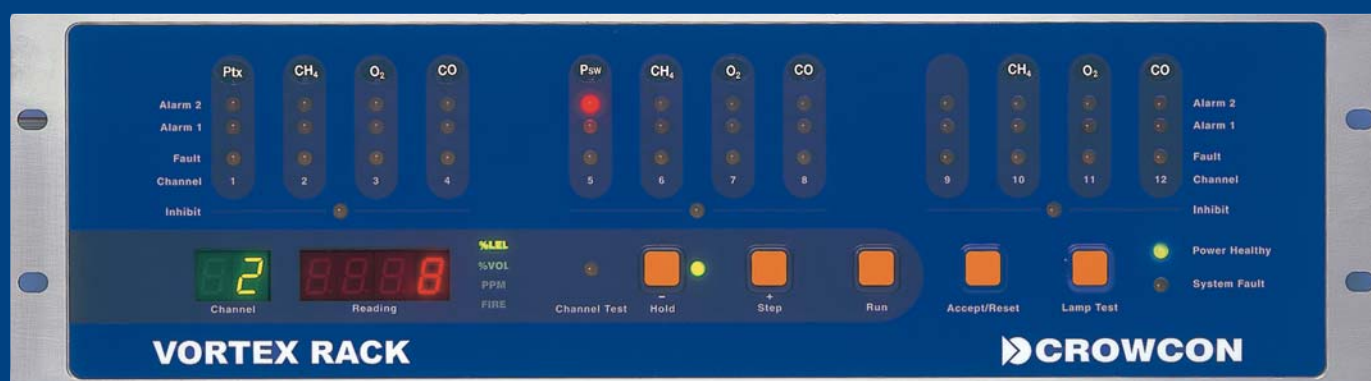 Ptx CH₄ O₂ CO Psw CH₄ O₂ CO CH₄ O₂ CO
Alarm 2 Alarm 2
Alarm 1 Alarm 1
Fault Fault
Channel 1 2 3 4 5 6 7 8 9 10 11 12 Channel
Inhibit Inhibit
%LEL
%VOL
PPM
FIRE
2 8
Channel Reading
Channel Test − Hold + Step Run Accept/Reset Lamp Test
Power Healthy
System Fault
VORTEX RACK CROWCON